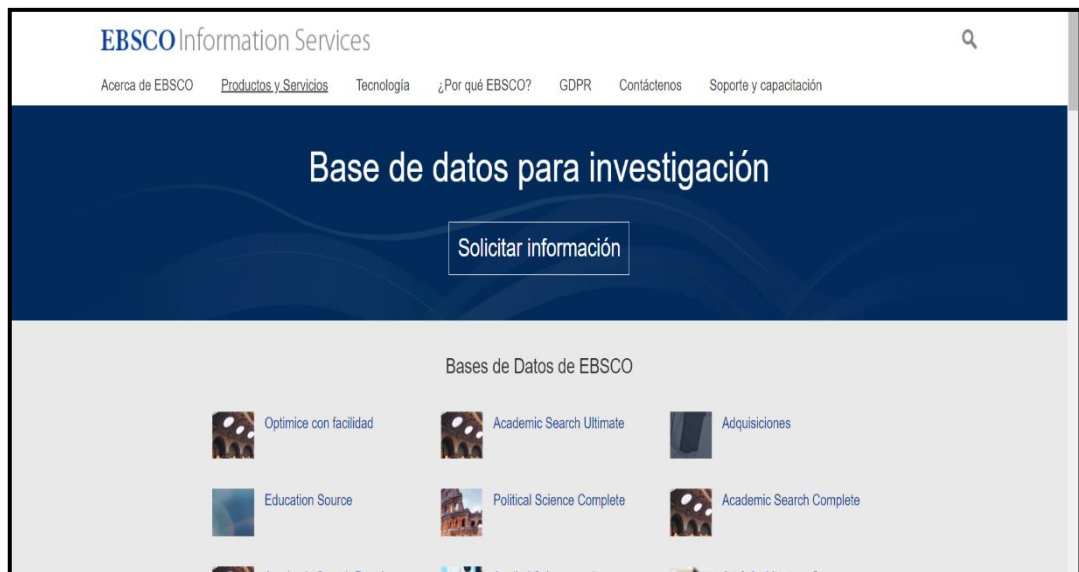 EBSCO Information Services
Acerca de EBSCO Productos y Servicios Tecnología ¿Por qué EBSCO? GDPR Contáctenos Soporte y capacitación
Base de datos para investigación
Solicitar información
Bases de Datos de EBSCO
Optimice con facilidad Academic Search Ultimate Adquisiciones
Education Source Political Science Complete Academic Search Complete